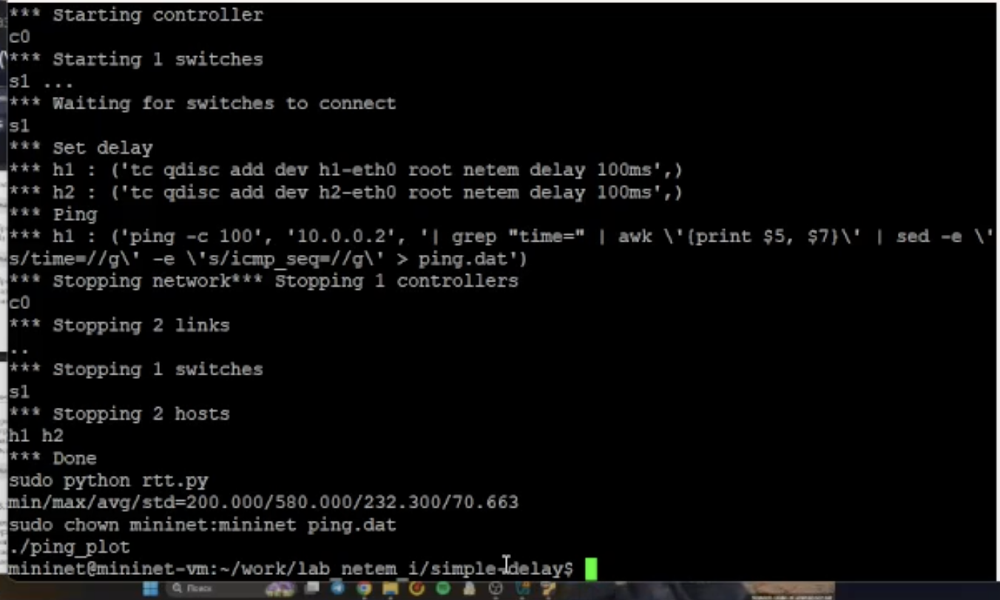 *** Starting controller
c0
*** Starting 1 switches
s1 ...
*** Waiting for switches to connect
s1
*** Set delay
*** h1 : ('tc qdisc add dev h1-eth0 root netem delay 100ms',)
*** h2 : ('tc qdisc add dev h2-eth0 root netem delay 100ms',)
*** Ping
*** h1 : ('ping -c 100', '10.0.0.2', '| grep "time=" | awk \'{print $5, $7}\' | sed -e \'
s/time=//g\' -e \'s/icmp_seq=//g\' > ping.dat')
*** Stopping network*** Stopping 1 controllers
c0
*** Stopping 2 links
..
*** Stopping 1 switches
s1
*** Stopping 2 hosts
h1 h2
*** Done
sudo python rtt.py
min/max/avg/std=200.000/580.000/232.300/70.663
sudo chown mininet:mininet ping.dat
./ping_plot
mininet@mininet-vm:~/work/lab_netem_i/simple-delay$
Поиск